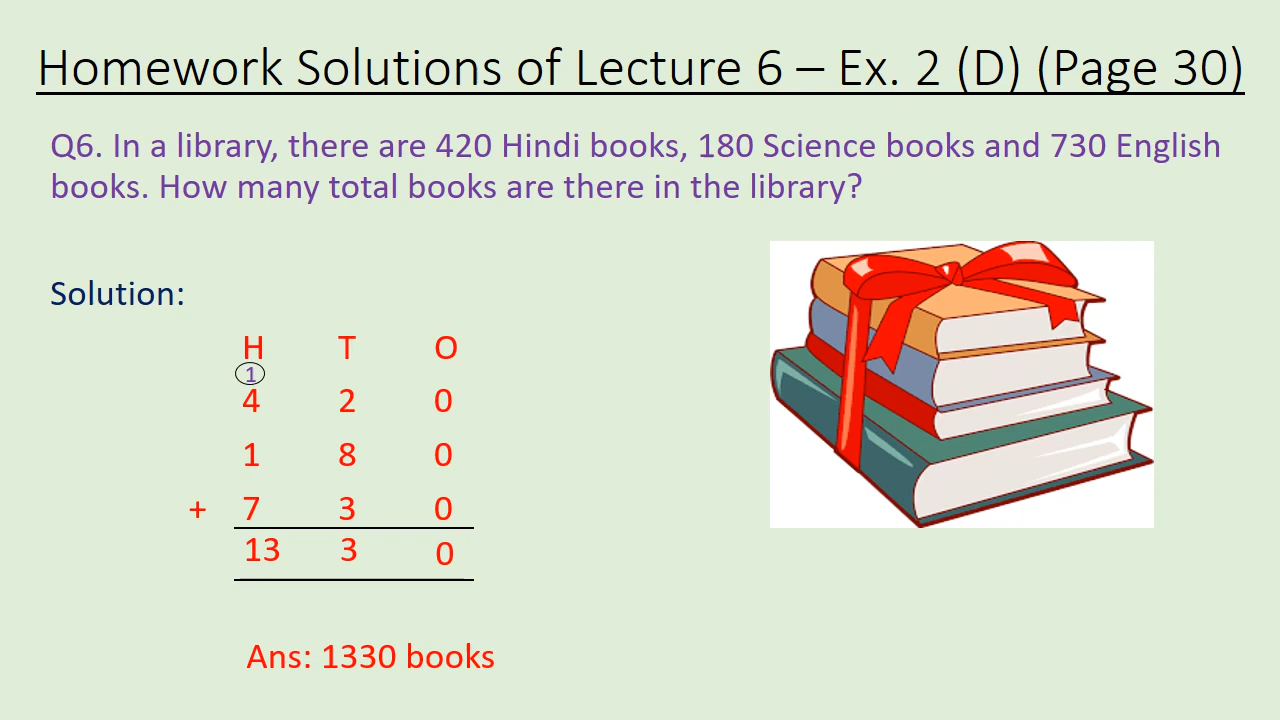 Homework Solutions of Lecture 6 – Ex. 2 (D) (Page 30)
Q6. In a library, there are 420 Hindi books, 180 Science books and 730 English
books. How many total books are there in the library?
Solution:
H T O
1
4 2 0
1 8 0
+ 7 3 0
13 3 0
Ans: 1330 books